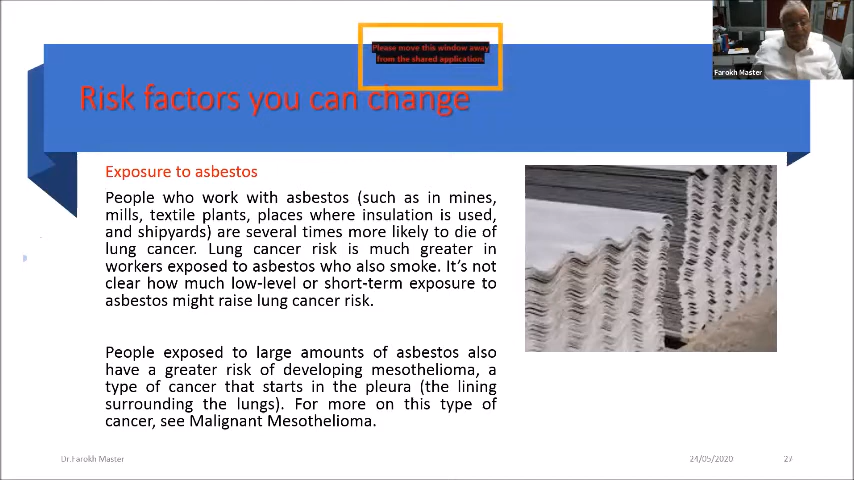 Please move this window away
from the shared application.
Farokh Master
Risk factors you can change
Exposure to asbestos
People who work with asbestos (such as in mines,
mills, textile plants, places where insulation is used,
and shipyards) are several times more likely to die of
lung cancer. Lung cancer risk is much greater in
workers exposed to asbestos who also smoke. It’s not
clear how much low-level or short-term exposure to
asbestos might raise lung cancer risk.
People exposed to large amounts of asbestos also
have a greater risk of developing mesothelioma, a
type of cancer that starts in the pleura (the lining
surrounding the lungs). For more on this type of
cancer, see Malignant Mesothelioma.
Dr.Farokh Master
24/05/2020
27